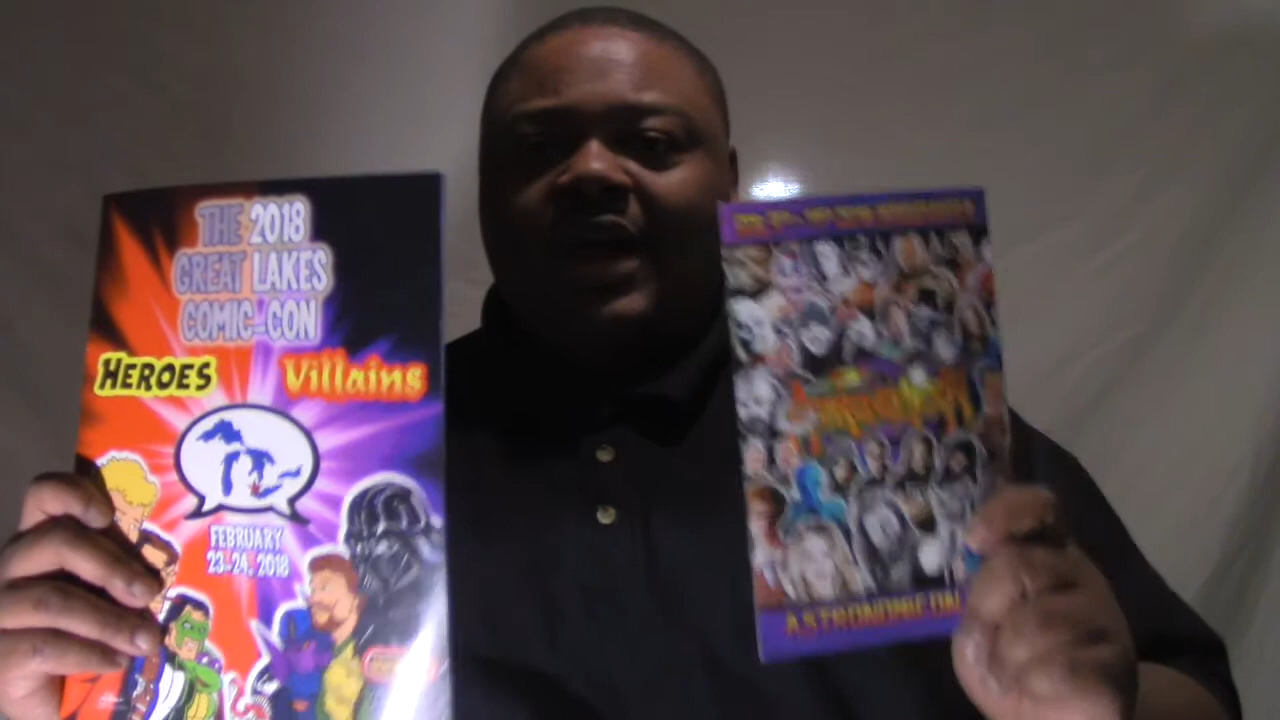 THE 2018
GREAT LAKES
COMIC-CON
HEROES
Villains
FEBRUARY
23-24, 2018
ASTRONOMICON